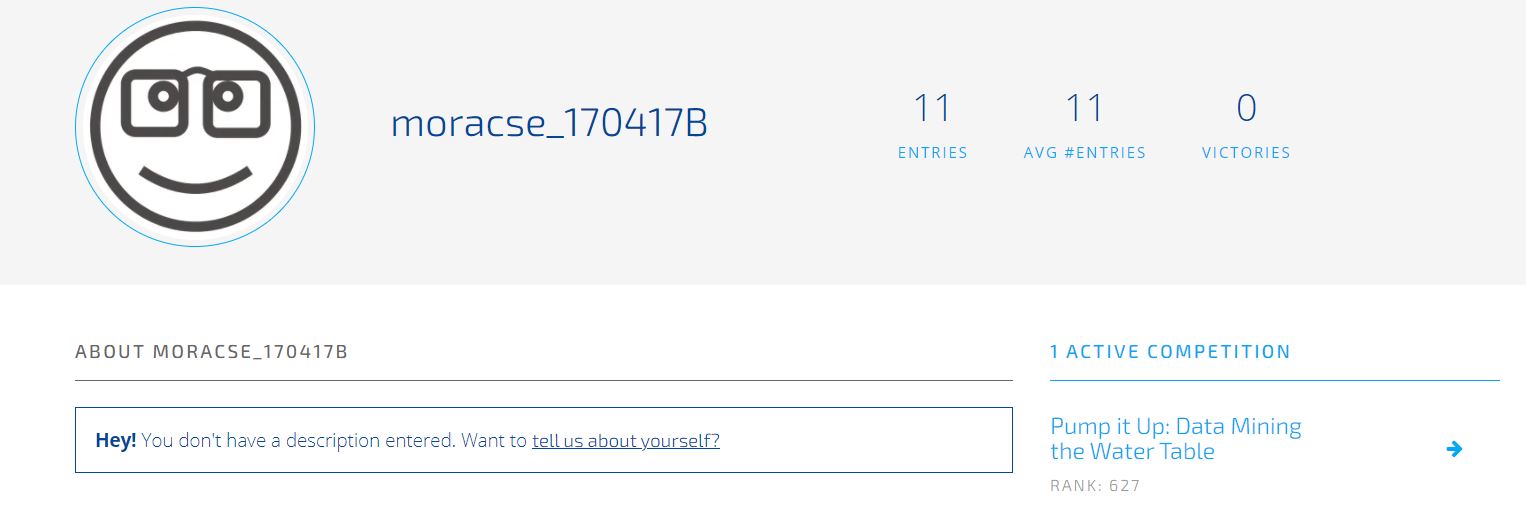 moracse_170417B
11
ENTRIES
11
AVG #ENTRIES
0
VICTORIES
ABOUT MORACSE_170417B
Hey! You don't have a description entered. Want to tell us about yourself?
1 ACTIVE COMPETITION
Pump it Up: Data Mining
the Water Table
RANK: 627